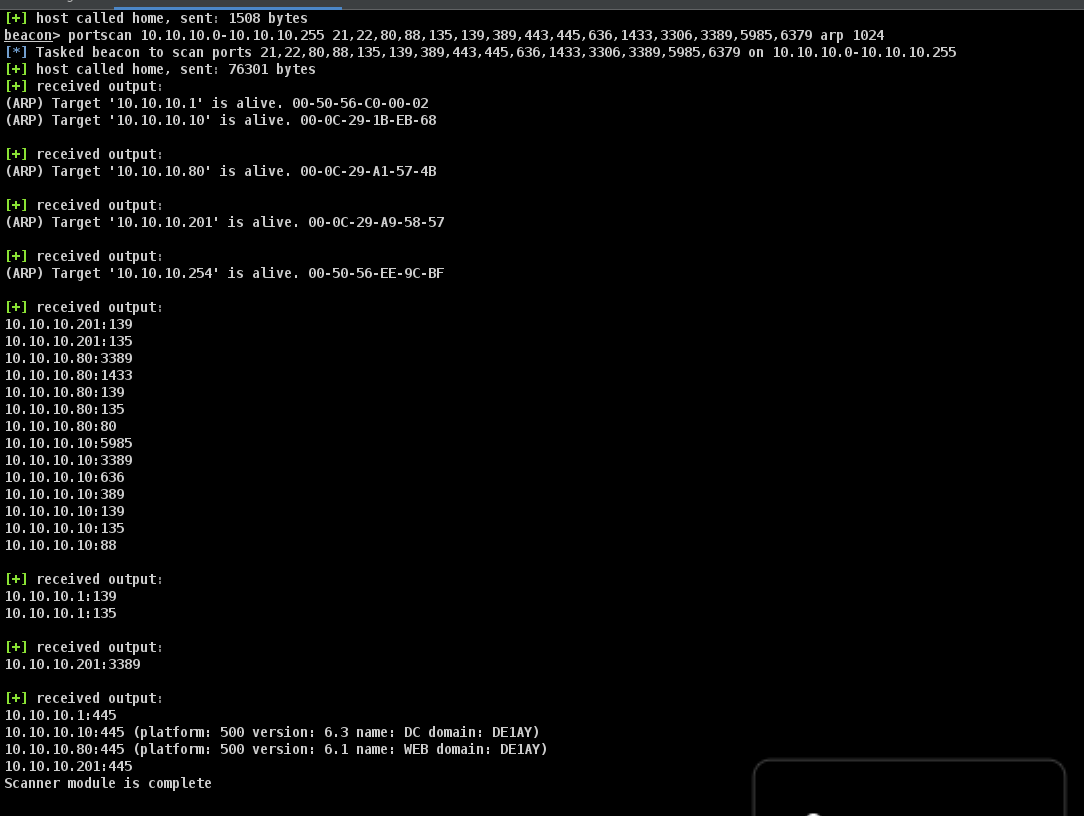 [+] host called home, sent: 1508 bytes
beacon> portscan 10.10.10.0-10.10.10.255 21,22,80,88,135,139,389,443,445,636,1433,3306,3389,5985,6379 arp 1024
[*] Tasked beacon to scan ports 21,22,80,88,135,139,389,443,445,636,1433,3306,3389,5985,6379 on 10.10.10.0-10.10.10.255
[+] host called home, sent: 76301 bytes
[+] received output:
(ARP) Target '10.10.10.1' is alive. 00-50-56-C0-00-02
(ARP) Target '10.10.10.10' is alive. 00-0C-29-1B-EB-68
[+] received output:
(ARP) Target '10.10.10.80' is alive. 00-0C-29-A1-57-4B
[+] received output:
(ARP) Target '10.10.10.201' is alive. 00-0C-29-A9-58-57
[+] received output:
(ARP) Target '10.10.10.254' is alive. 00-50-56-EE-9C-BF
[+] received output:
10.10.10.201:139
10.10.10.201:135
10.10.10.80:3389
10.10.10.80:1433
10.10.10.80:139
10.10.10.80:135
10.10.10.80:80
10.10.10.10:5985
10.10.10.10:3389
10.10.10.10:636
10.10.10.10:389
10.10.10.10:139
10.10.10.10:135
10.10.10.10:88
[+] received output:
10.10.10.1:139
10.10.10.1:135
[+] received output:
10.10.10.201:3389
[+] received output:
10.10.10.1:445
10.10.10.10:445 (platform: 500 version: 6.3 name: DC domain: DE1AY)
10.10.10.80:445 (platform: 500 version: 6.1 name: WEB domain: DE1AY)
10.10.10.201:445
Scanner module is complete